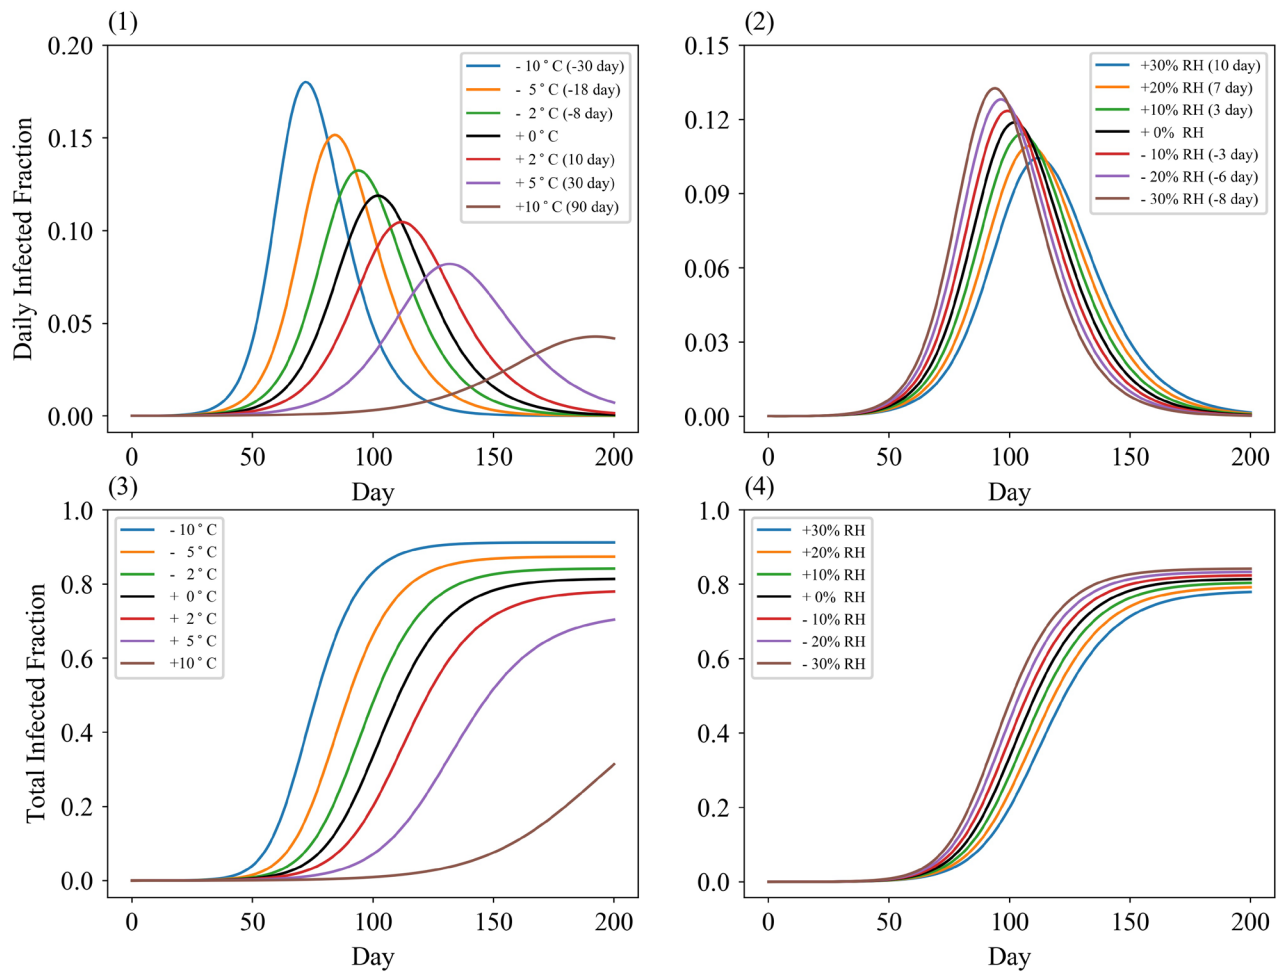 (1)
0.20
0.15
0.10
0.05
0.00
Daily Infected Fraction
- 10°C (-30 day)
- 5°C (-18 day)
- 2°C (-8 day)
+ 0°C
+ 2°C (10 day)
+ 5°C (30 day)
+10°C (90 day)
0 50 100 150 200
Day
(2)
0.15
0.12
0.09
0.06
0.03
0.00
+30% RH (10 day)
+20% RH (7 day)
+10% RH (3 day)
+ 0% RH
- 10% RH (-3 day)
- 20% RH (-6 day)
- 30% RH (-8 day)
0 50 100 150 200
Day
(3)
1.0
0.8
0.6
0.4
0.2
0.0
Total Infected Fraction
- 10°C
- 5°C
- 2°C
+ 0°C
+ 2°C
+ 5°C
+10°C
0 50 100 150 200
Day
(4)
1.0
0.8
0.6
0.4
0.2
0.0
+30% RH
+20% RH
+10% RH
+ 0% RH
- 10% RH
- 20% RH
- 30% RH
0 50 100 150 200
Day